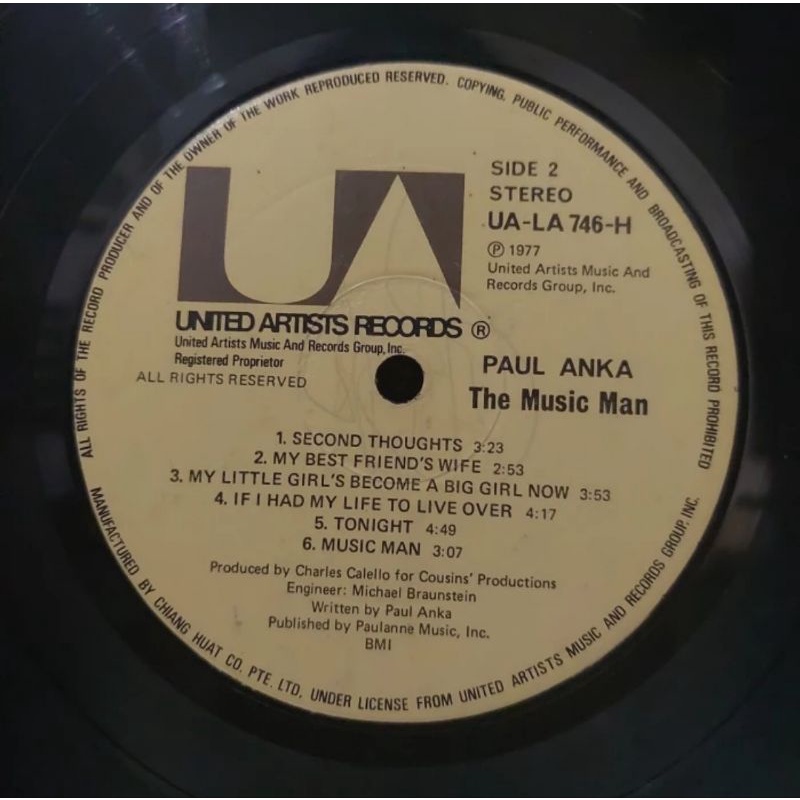 ALL RIGHTS OF THE RECORD PRODUCER AND OF THE OWNER OF THE WORK REPRODUCED RESERVED. COPYING, PUBLIC PERFORMANCE AND BROADCASTING OF THIS RECORD PROHIBITED
UA
SIDE 2
STEREO
UA-LA 746-H
Ⓟ 1977
United Artists Music And
Records Group, Inc.
UNITED ARTISTS RECORDS ®
United Artists Music And Records Group, Inc.
Registered Proprietor
ALL RIGHTS RESERVED
PAUL ANKA
The Music Man
1. SECOND THOUGHTS 3:23
2. MY BEST FRIEND'S WIFE 2:53
3. MY LITTLE GIRL'S BECOME A BIG GIRL NOW 3:53
4. IF I HAD MY LIFE TO LIVE OVER 4:17
5. TONIGHT 4:49
6. MUSIC MAN 3:07
Produced by Charles Calello for Cousins' Productions
Engineer: Michael Braunstein
Written by Paul Anka
Published by Paulanne Music, Inc.
BMI
MANUFACTURED BY CHIANG HUAT CO. PTE. LTD. UNDER LICENSE FROM UNITED ARTISTS MUSIC AND RECORDS GROUP, INC.